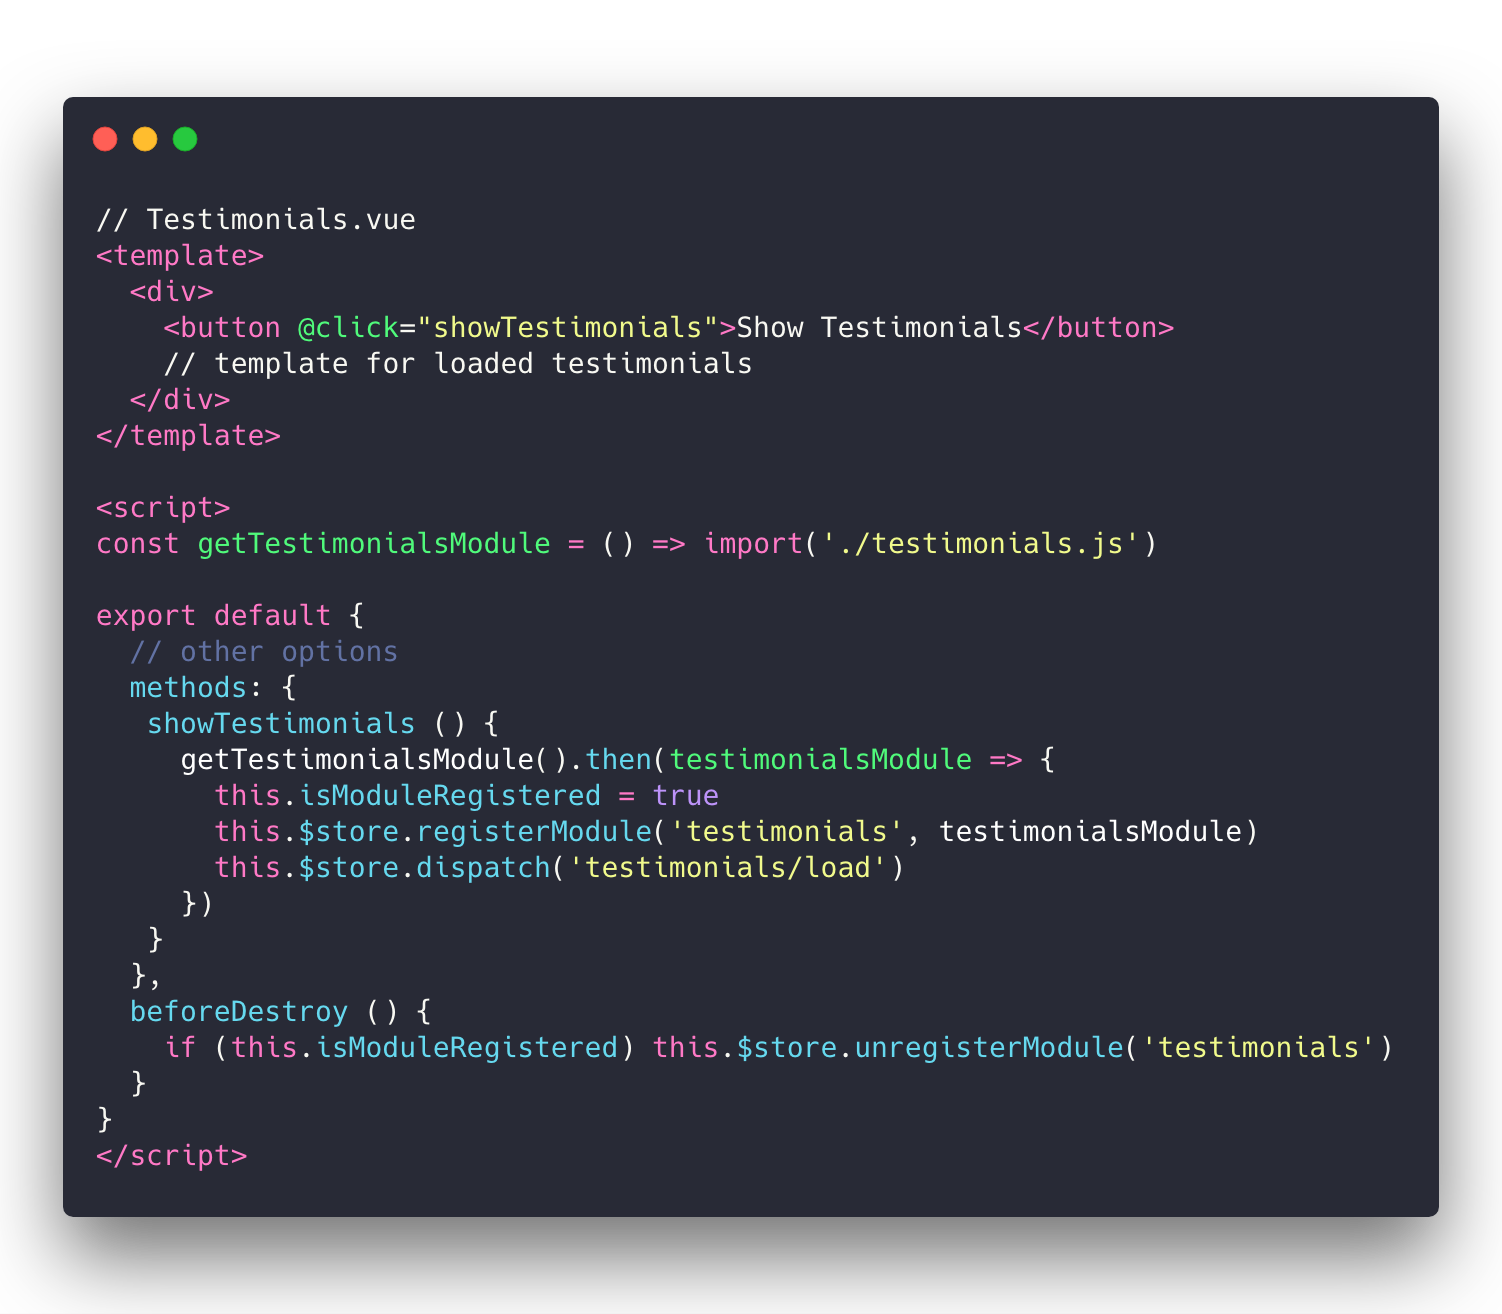 // Testimonials.vue
<template>
  <div>
    <button @click="showTestimonials">Show Testimonials</button>
    // template for loaded testimonials
  </div>
</template>

<script>
const getTestimonialsModule = () => import('./testimonials.js')

export default {
  // other options
  methods: {
   showTestimonials () {
     getTestimonialsModule().then(testimonialsModule => {
       this.isModuleRegistered = true
       this.$store.registerModule('testimonials', testimonialsModule)
       this.$store.dispatch('testimonials/load')
     })
   }
  },
  beforeDestroy () {
    if (this.isModuleRegistered) this.$store.unregisterModule('testimonials')
  }
}
</script>